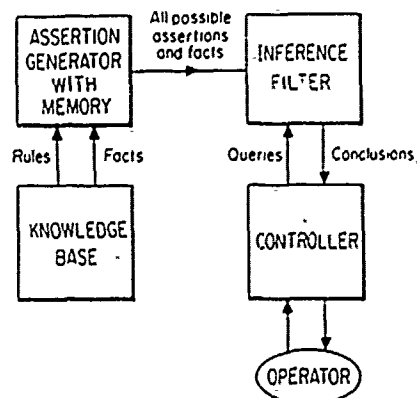 All possible
assertions
and facts
ASSERTION
GENERATOR
WITH
MEMORY
INFERENCE
FILTER
Rules
Facts
Queries
Conclusions
KNOWLEDGE
BASE
CONTROLLER
OPERATOR